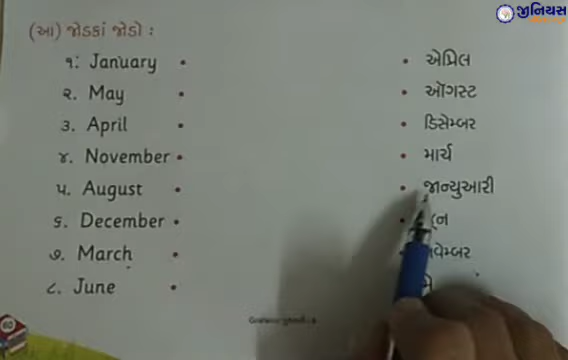 જીનિયસ
(આ) જોડકાં જોડો :
૧. January • • એપ્રિલ
૨. May • • ઑગસ્ટ
૩. April • • ડિસેમ્બર
૪. November • • માર્ચ
૫. August • • જાન્યુઆરી
૬. December •
૭. March •
૮. June •
60